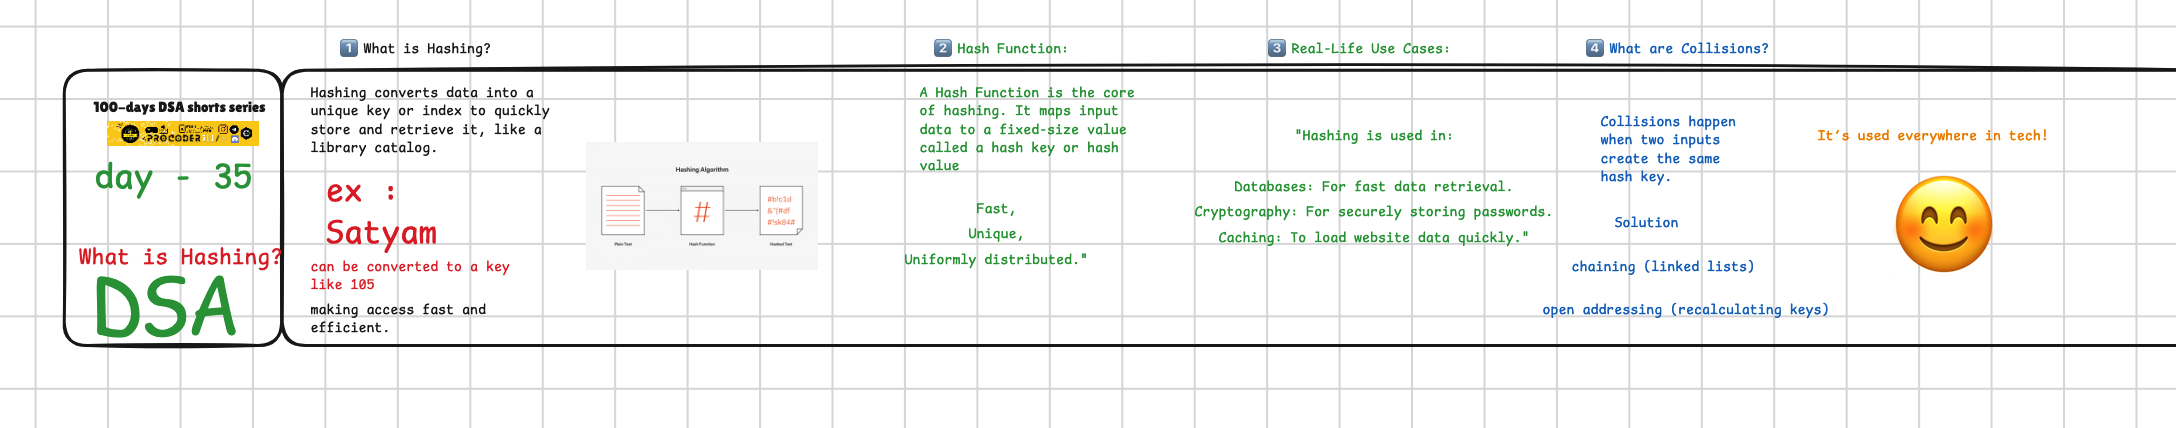 100-days DSA shorts series
PROCODER
day - 35
What is Hashing?
DSA
1 What is Hashing?
Hashing converts data into a
unique key or index to quickly
store and retrieve it, like a
library catalog.
ex :
Satyam
can be converted to a key
like 105
making access fast and
efficient.
Hashing Algorithm
#
#b!c1d
&"(#df
#!sk84#
Plain Text
Hash Function
Hashed Text
2 Hash Function:
A Hash Function is the core
of hashing. It maps input
data to a fixed-size value
called a hash key or hash
value
Fast,
Unique,
Uniformly distributed."
3 Real-Life Use Cases:
"Hashing is used in:
Databases: For fast data retrieval.
Cryptography: For securely storing passwords.
Caching: To load website data quickly."
4 What are Collisions?
Collisions happen
when two inputs
create the same
hash key.
Solution
chaining (linked lists)
open addressing (recalculating keys)
It's used everywhere in tech!